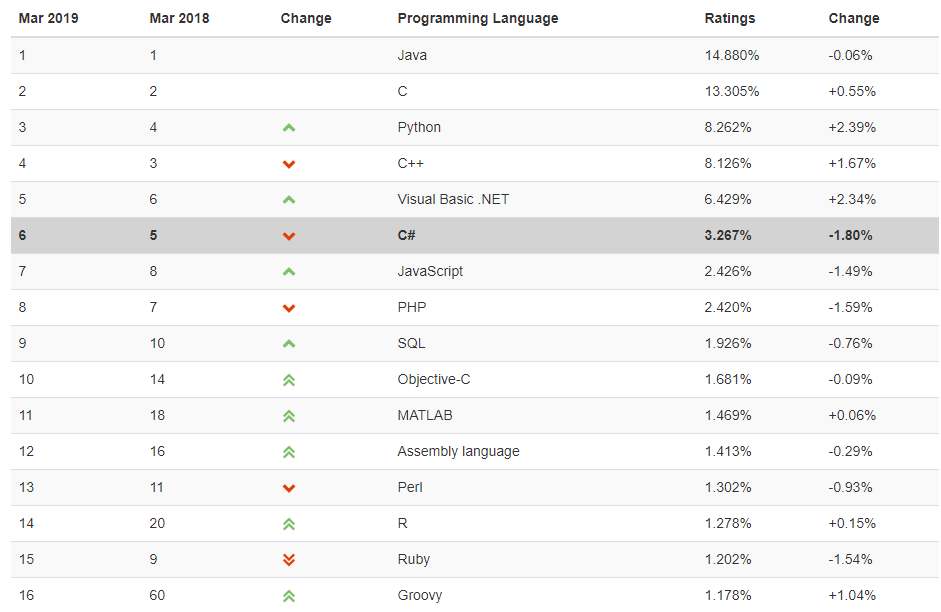 Mar 2019 Mar 2018 Change Programming Language Ratings Change
1 1 Java 14.880% -0.06%
2 2 C 13.305% +0.55%
3 4 Python 8.262% +2.39%
4 3 C++ 8.126% +1.67%
5 6 Visual Basic .NET 6.429% +2.34%
6 5 C# 3.267% -1.80%
7 8 JavaScript 2.426% -1.49%
8 7 PHP 2.420% -1.59%
9 10 SQL 1.926% -0.76%
10 14 Objective-C 1.681% -0.09%
11 18 MATLAB 1.469% +0.06%
12 16 Assembly language 1.413% -0.29%
13 11 Perl 1.302% -0.93%
14 20 R 1.278% +0.15%
15 9 Ruby 1.202% -1.54%
16 60 Groovy 1.178% +1.04%